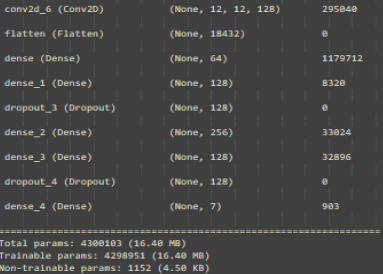 conv2d_6 (Conv2D) (None, 12, 12, 128) 295040
flatten (Flatten) (None, 18432) 0
dense (Dense) (None, 64) 1179712
dense_1 (Dense) (None, 128) 8320
dropout_3 (Dropout) (None, 128) 0
dense_2 (Dense) (None, 256) 33024
dense_3 (Dense) (None, 128) 32896
dropout_4 (Dropout) (None, 128) 0
dense_4 (Dense) (None, 7) 903
=================================================================
Total params: 4300103 (16.40 MB)
Trainable params: 4298951 (16.40 MB)
Non-trainable params: 1152 (4.50 KB)